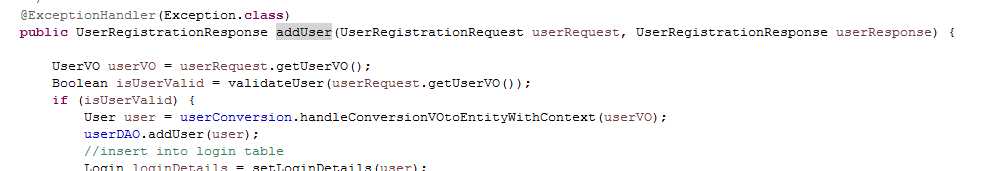 @ExceptionHandler(Exception.class)
public UserRegistrationResponse addUser(UserRegistrationRequest userRequest, UserRegistrationResponse userResponse) {
UserVO userVO = userRequest.getUserVO();
Boolean isUserValid = validateUser(userRequest.getUserVO());
if (isUserValid) {
User user = userConversion.handleConversionVOtoEntityWithContext(userVO);
userDAO.addUser(user);
//insert into login table
Login loginDetails = setLoginDetails(user);